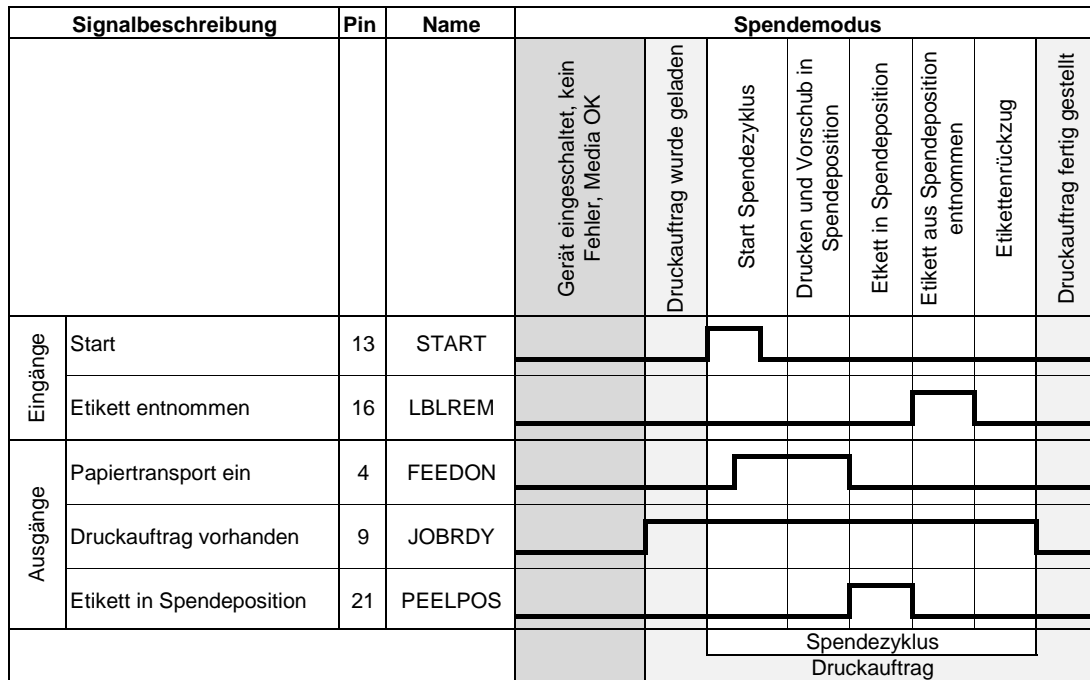 Signalbeschreibung Pin Name Spendemodus
Gerät eingeschaltet, kein
Fehler, Media OK
Druckauftrag wurde geladen
Start Spendezyklus
Drucken und Vorschub in
Spendeposition
Etkett in Spendeposition
Etikett aus Spendeposition
entnommen
Etikettenrückzug
Druckauftrag fertig gestellt
Eingänge
Start 13 START
Etikett entnommen 16 LBLREM
Ausgänge
Papiertransport ein 4 FEEDON
Druckauftrag vorhanden 9 JOBRDY
Etikett in Spendeposition 21 PEELPOS
Spendezyklus
Druckauftrag